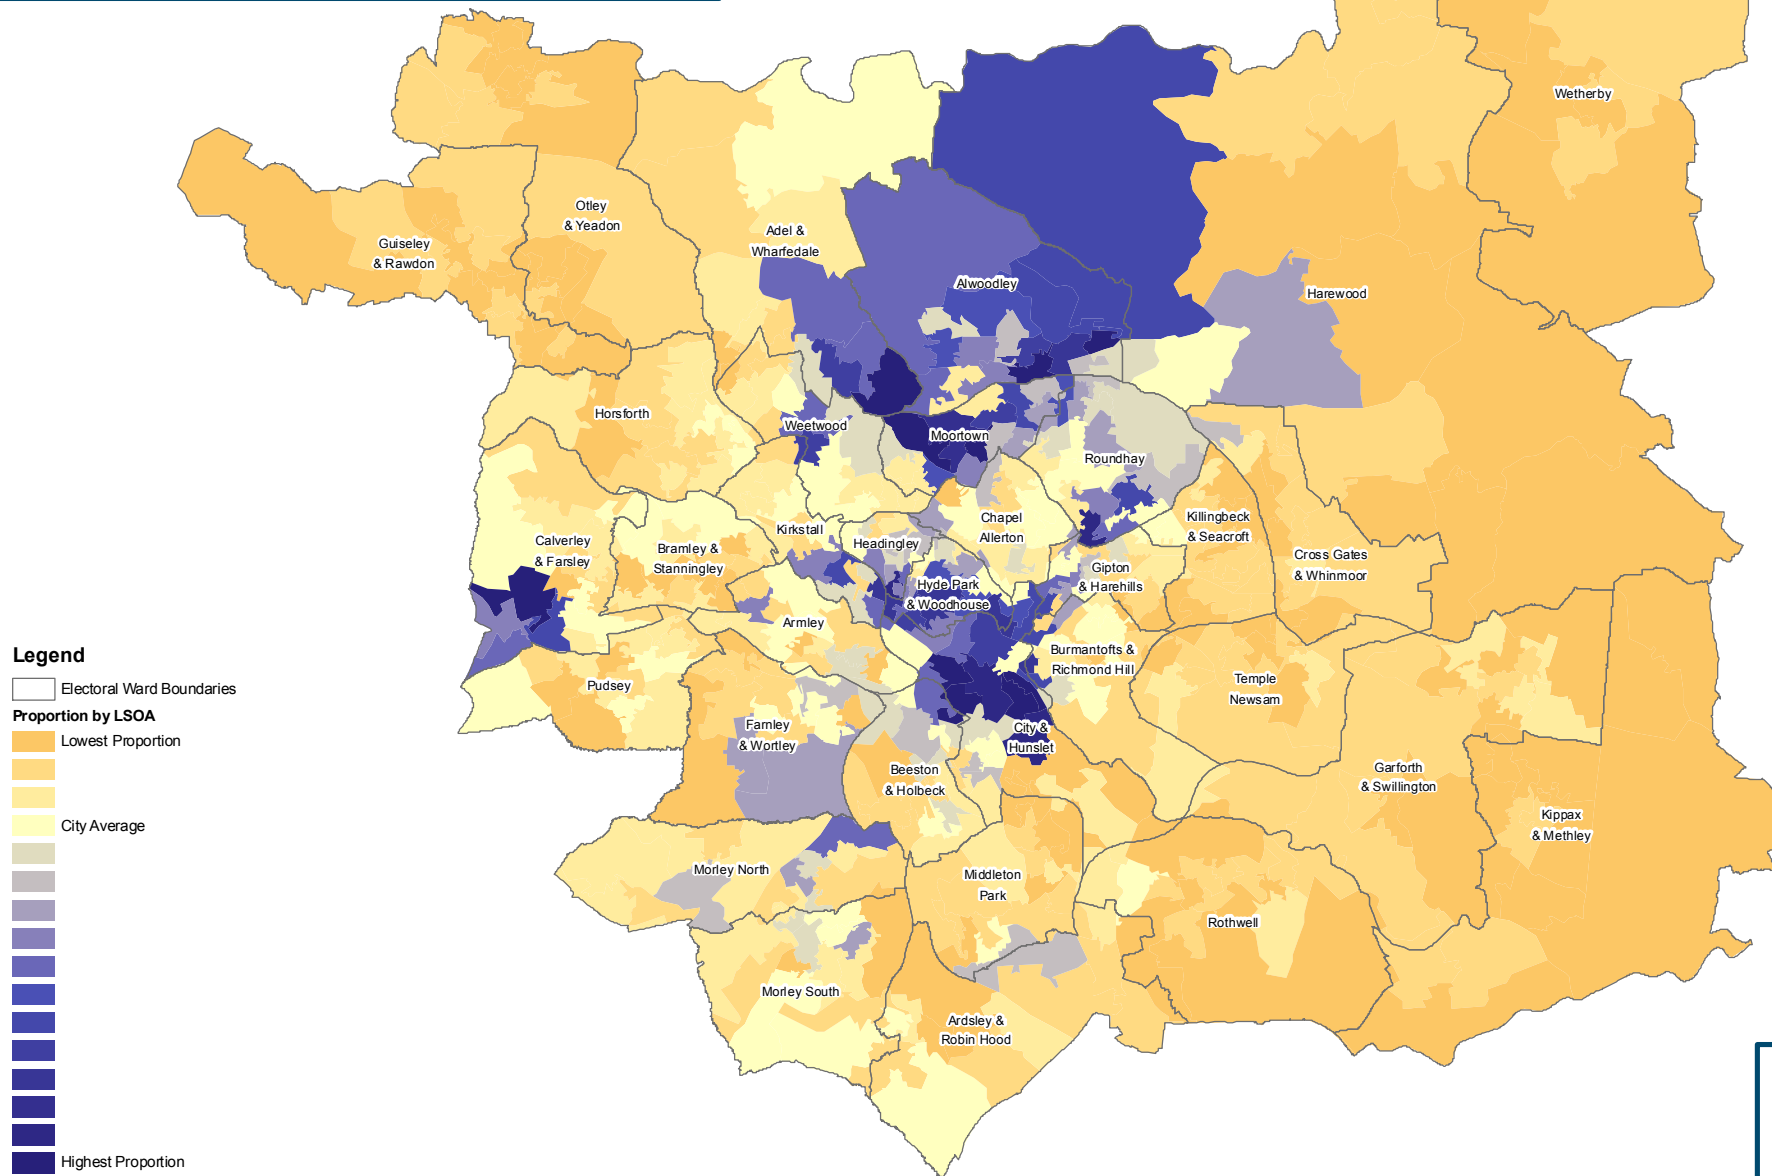 Wetherby
Otley
& Yeadon
Guiseley
& Rawdon
Adel &
Wharfedale
Alwoodley
Harewood
Horsforth
Weetwood
Moortown
Roundhay
Calverley
& Farsley
Bramley &
Stanningley
Kirkstall
Headingley
Chapel
Allerton
Killingbeck
& Seacroft
Cross Gates
& Whinmoor
Gipton
& Harehills
Hyde Park
& Woodhouse
Armley
Burmantofts &
Richmond Hill
Pudsey
Temple
Newsam
Farnley
& Wortley
City &
Hunslet
Beeston
& Holbeck
Garforth
& Swillington
Kippax
& Methley
Morley North
Middleton
Park
Rothwell
Morley South
Ardsley &
Robin Hood
Legend
Electoral Ward Boundaries
Proportion by LSOA
Lowest Proportion
City Average
Highest Proportion